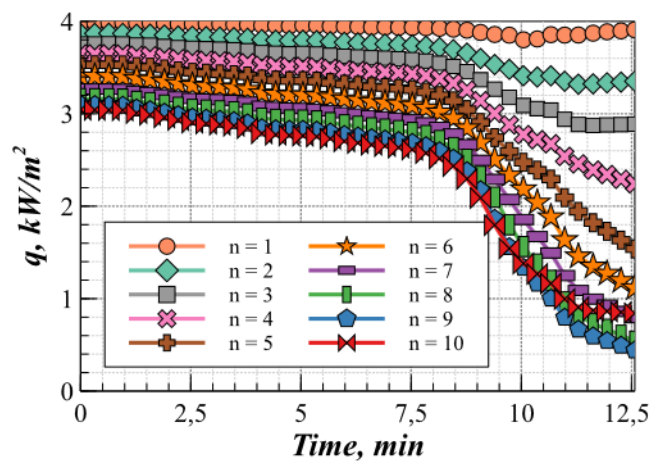 4
3
2
1
0
q, kW/m²
n = 1
n = 2
n = 3
n = 4
n = 5
n = 6
n = 7
n = 8
n = 9
n = 10
0
2,5
5
7,5
10
12,5
Time, min